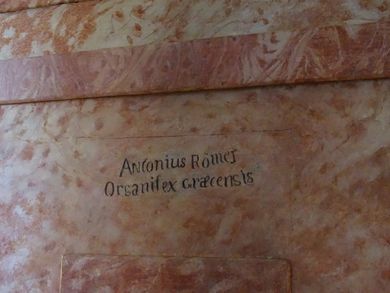 Antonius Römer
Organifex græcensis